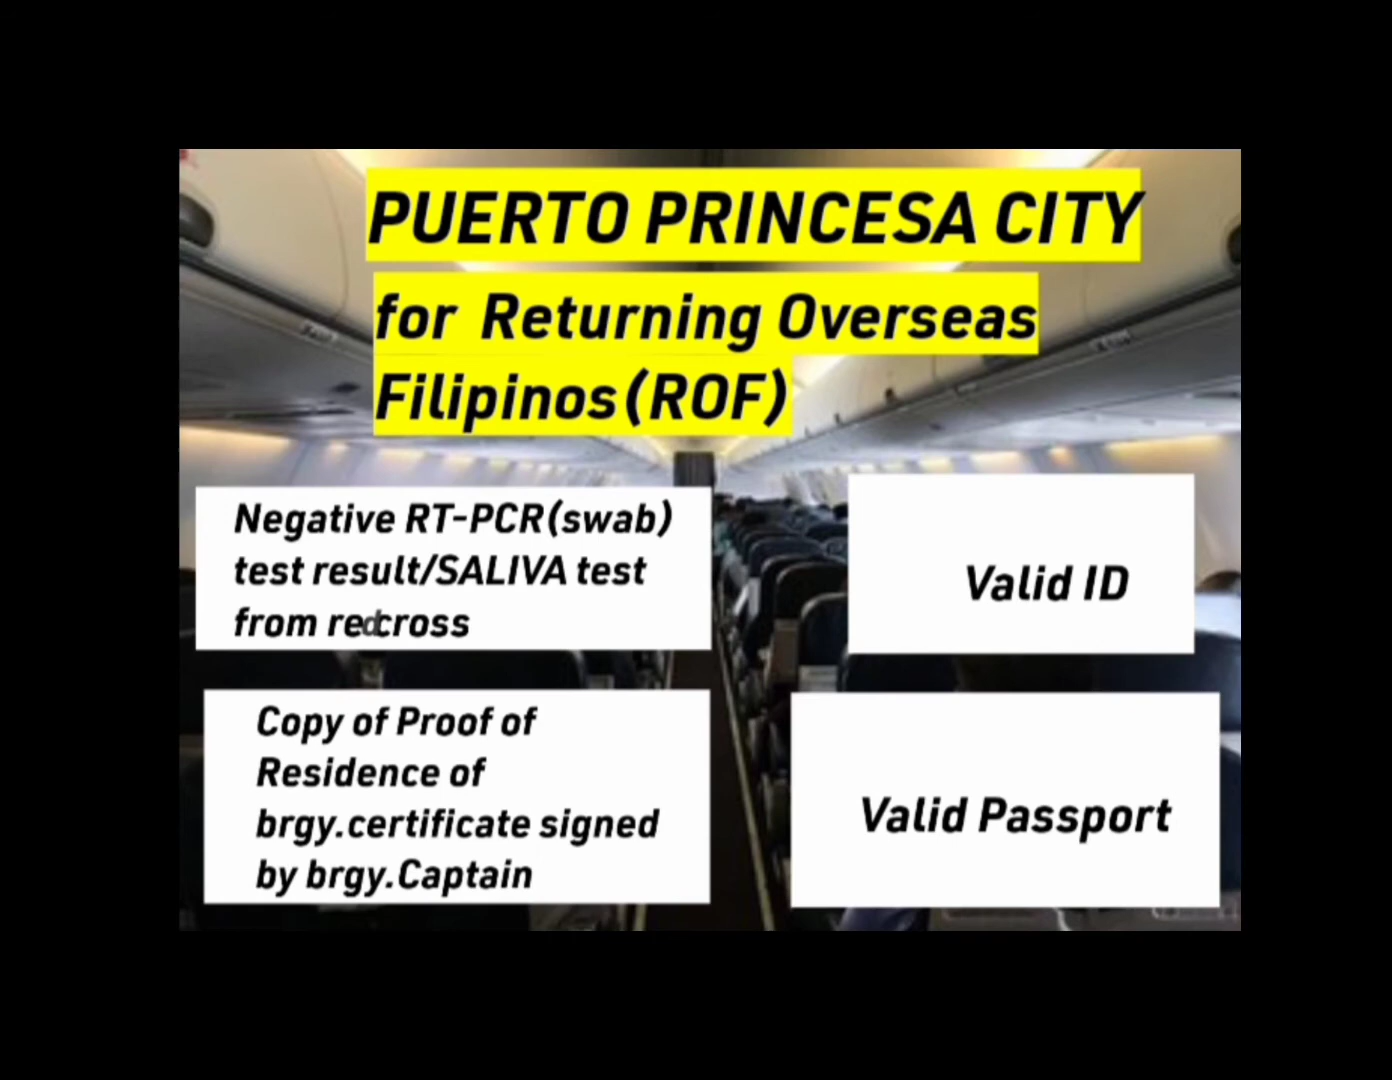 PUERTO PRINCESA CITY
for Returning Overseas
Filipinos(ROF)
Negative RT-PCR(swab)
test result/SALIVA test
from redcross
Valid ID
Copy of Proof of
Residence of
brgy.certificate signed
by brgy.Captain
Valid Passport